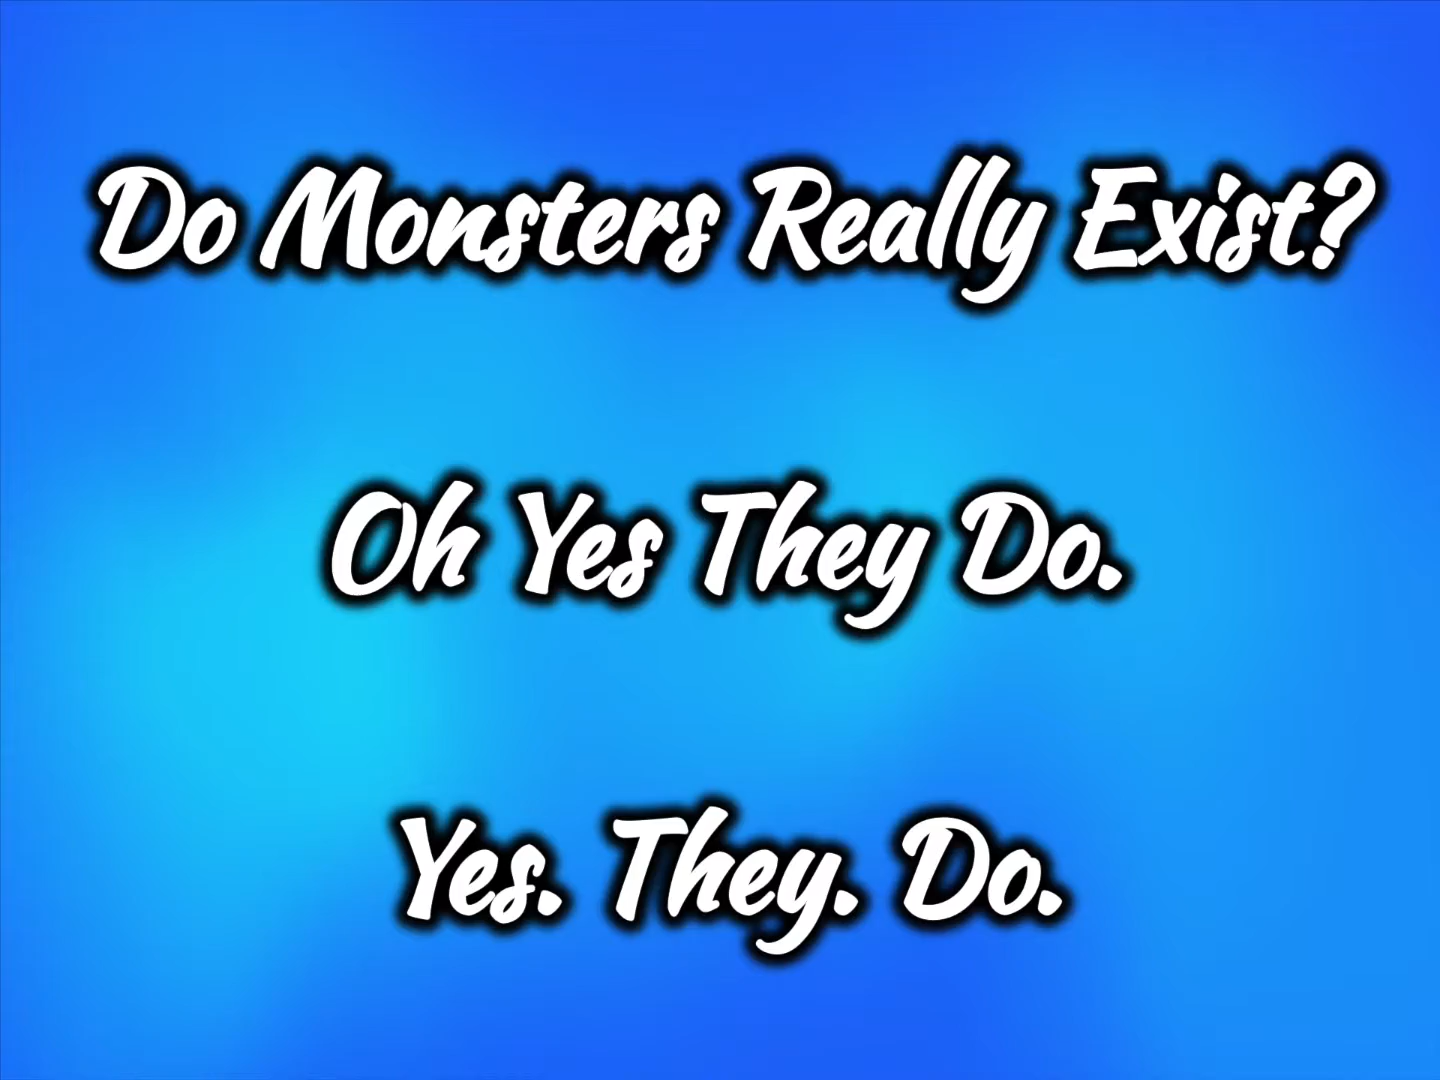 Do Monsters Really Exist?
Oh Yes They Do.
Yes. They. Do.